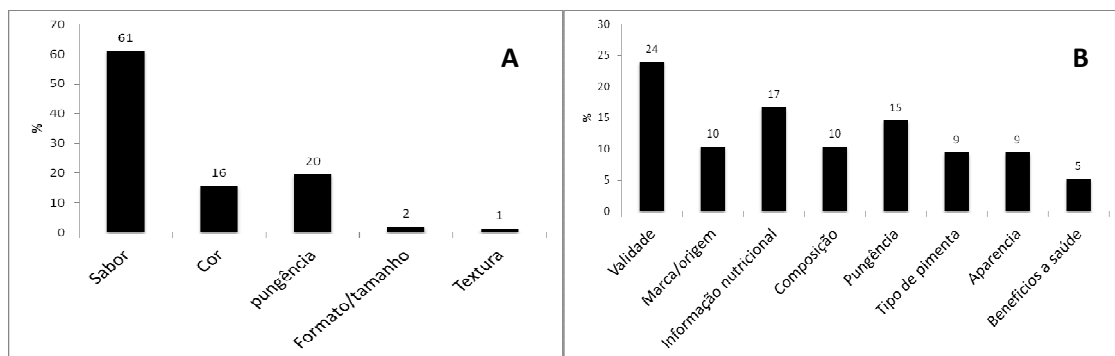 A
%
70
60
50
40
30
20
10
0
61
16
20
2
1
Sabor
Cor
pungência
Formato/tamanho
Textura
B
%
30
25
20
15
10
5
0
24
10
17
10
15
9
9
5
Validade
Marca/origem
Informação nutricional
Composição
Pungência
Tipo de pimenta
Aparencia
Benefícios a saúde